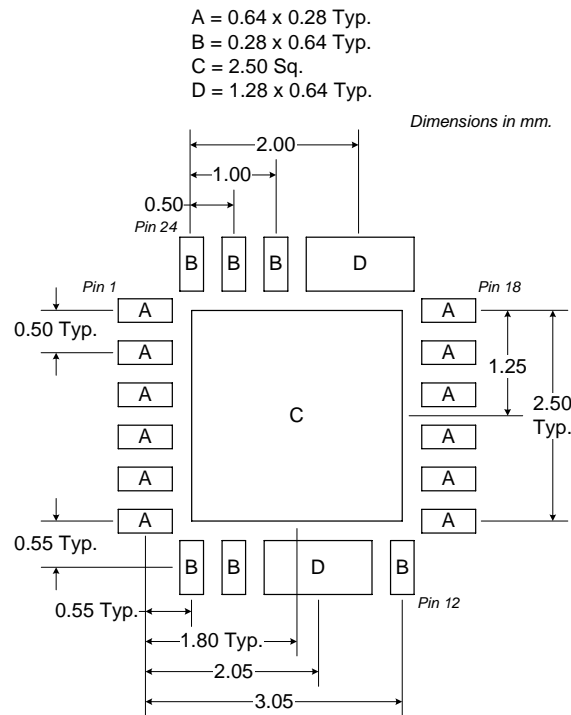 A = 0.64 x 0.28 Typ.
B = 0.28 x 0.64 Typ.
C = 2.50 Sq.
D = 1.28 x 0.64 Typ.
Dimensions in mm.
2.00
1.00
0.50
Pin 24
B
B
B
D
Pin 1
Pin 18
A
A
0.50 Typ.
A
A
1.25
A
A
2.50
Typ.
C
A
A
A
A
A
A
0.55 Typ.
B
B
D
B
Pin 12
0.55 Typ.
1.80 Typ.
2.05
3.05